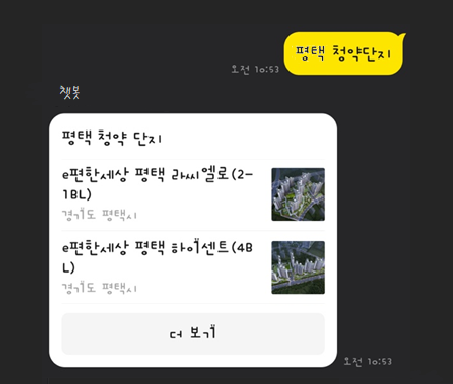 평택 청약단지
오전 10:53
챗봇
평택 청약 단지
e편한세상 평택 라씨엘로(2-
1BL)
경기도 평택시
e편한세상 평택 하이센트(4B
L)
경기도 평택시
더 보기
오전 10:53